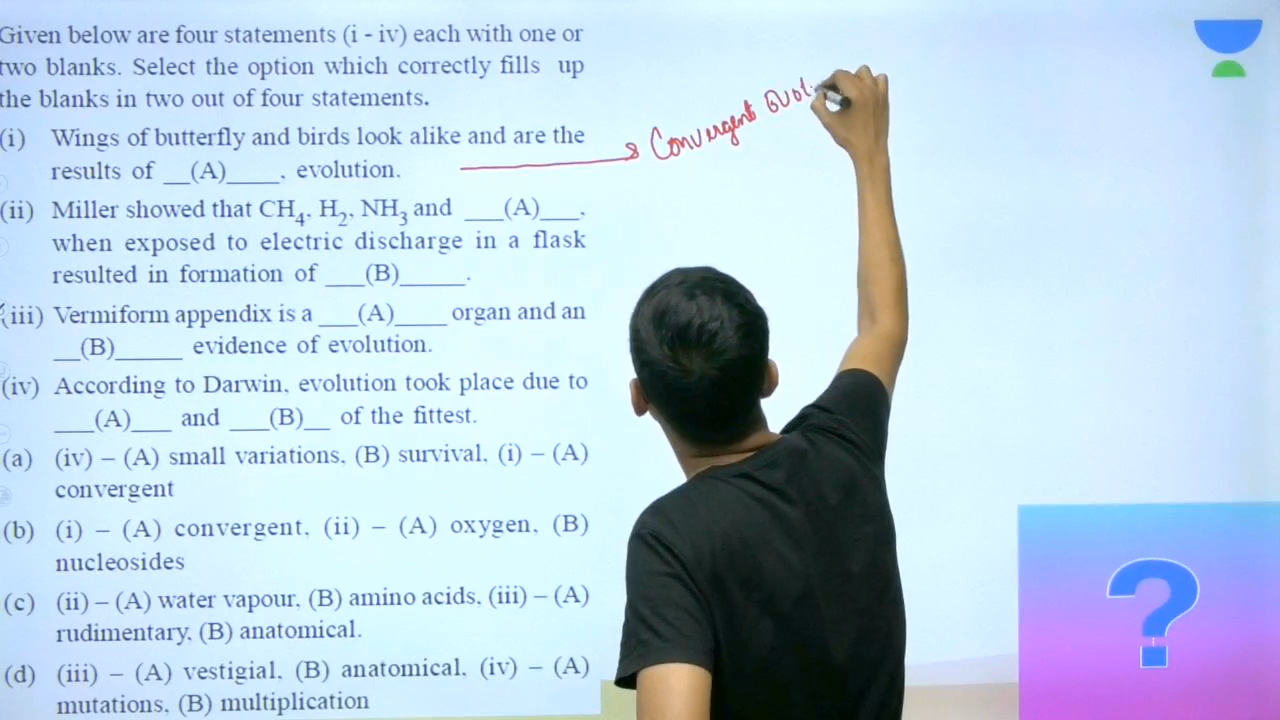 Given below are four statements (i - iv) each with one or
two blanks. Select the option which correctly fills up
the blanks in two out of four statements.
(i) Wings of butterfly and birds look alike and are the
results of __(A)____. evolution.
Convergent Evol
(ii) Miller showed that CH₄, H₂, NH₃ and ___(A)___.
when exposed to electric discharge in a flask
resulted in formation of ___(B)_____.
(iii) Vermiform appendix is a ___(A)____ organ and an
__(B)_____ evidence of evolution.
(iv) According to Darwin, evolution took place due to
___(A)___ and ___(B)__ of the fittest.
(a) (iv) – (A) small variations, (B) survival, (i) – (A)
convergent
(b) (i) – (A) convergent, (ii) – (A) oxygen, (B)
nucleosides
(c) (ii) – (A) water vapour, (B) amino acids, (iii) – (A)
rudimentary, (B) anatomical.
(d) (iii) – (A) vestigial, (B) anatomical, (iv) – (A)
mutations, (B) multiplication
?